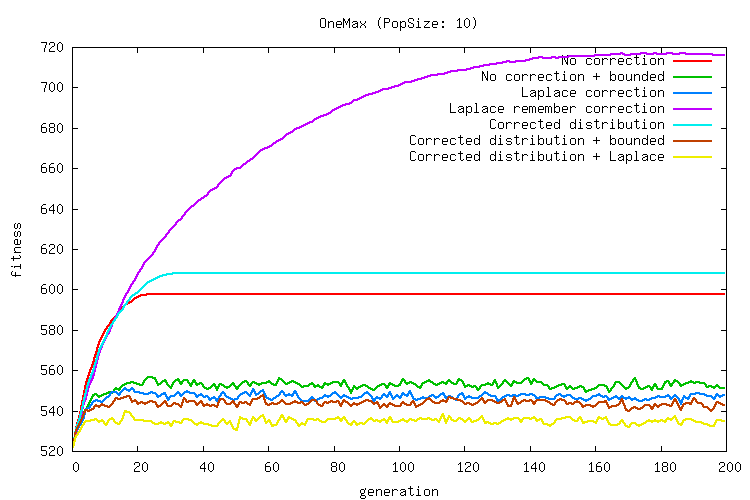 OneMax (PopSize: 10)
720
700
680
660
640
620
600
580
560
540
520
fitness
No correction
No correction + bounded
Laplace correction
Laplace remember correction
Corrected distribution
Corrected distribution + bounded
Corrected distribution + Laplace
0 20 40 60 80 100 120 140 160 180 200
generation